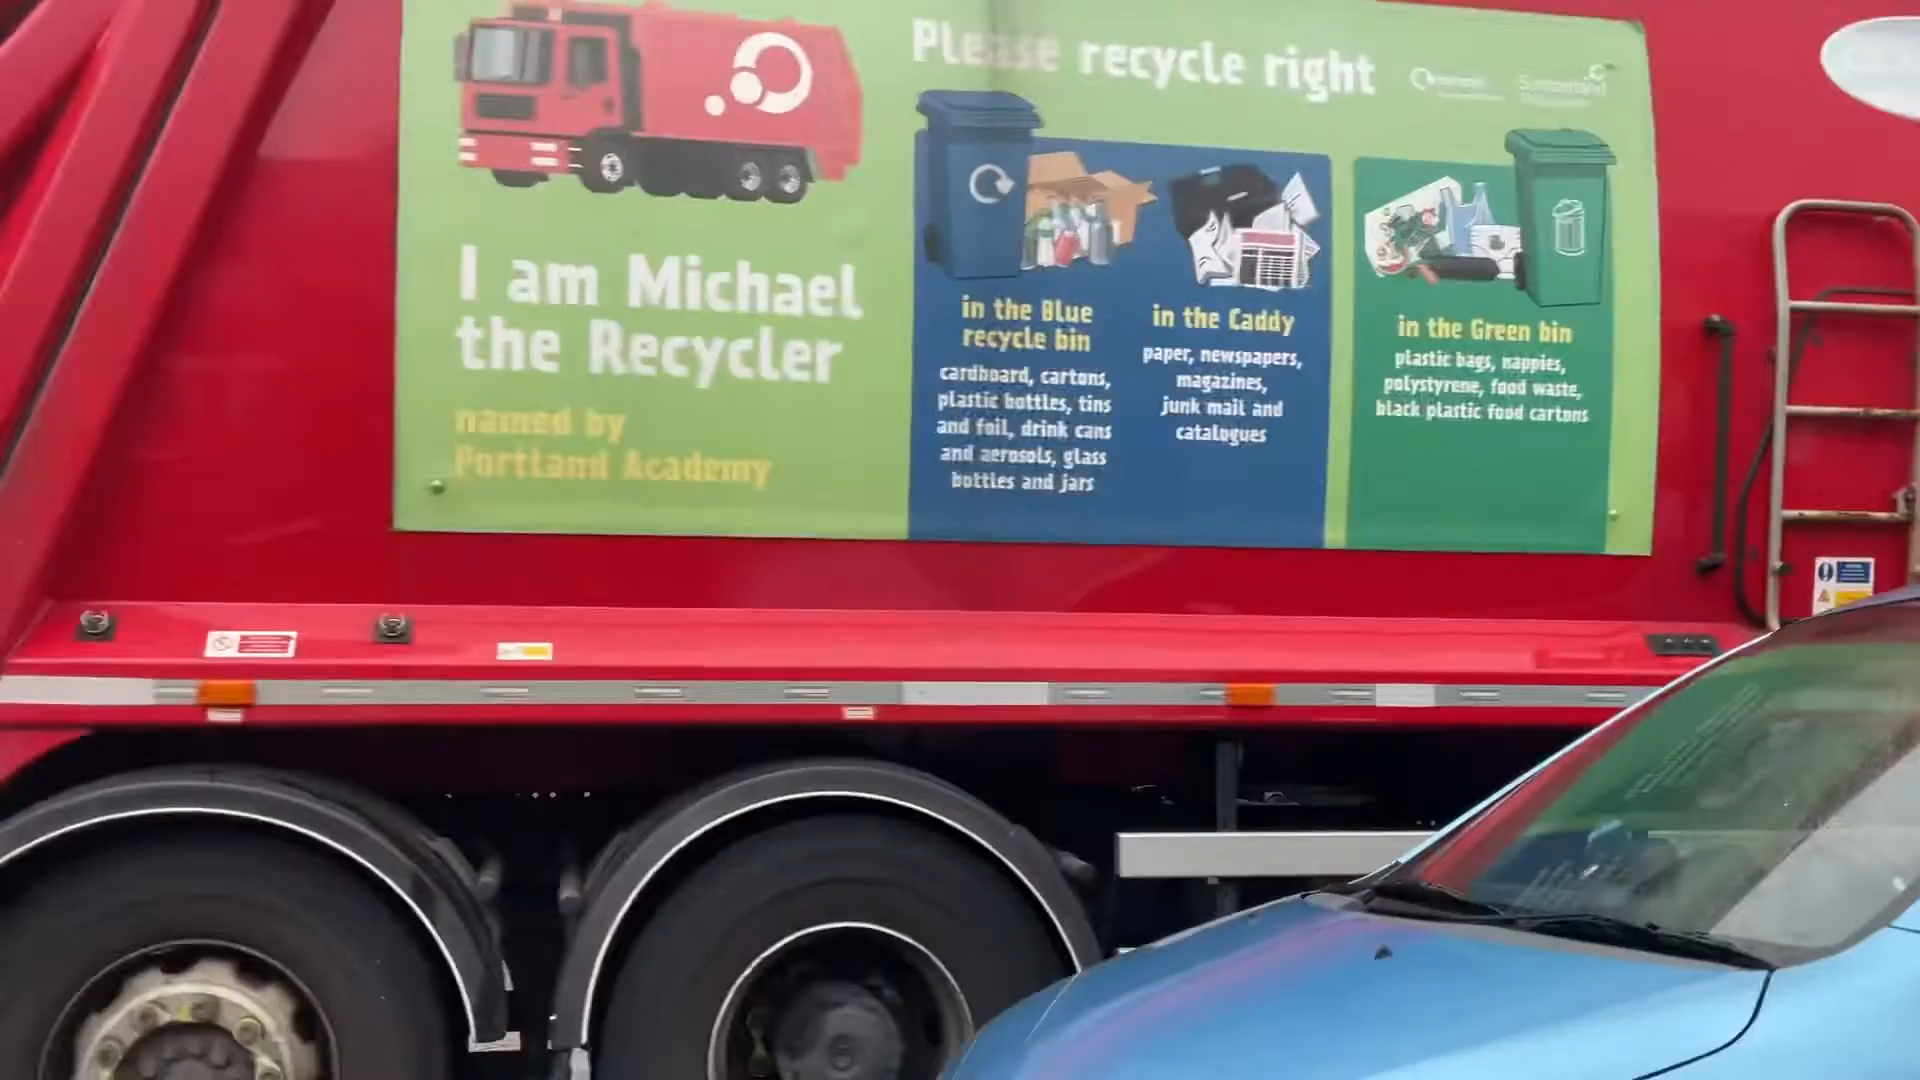 Please recycle right
Sunderland
I am Michael
the Recycler
named by
Portland Academy
in the Blue
recycle bin
cardboard, cartons,
plastic bottles, tins
and foil, drink cans
and aerosols, glass
bottles and jars
in the Caddy
paper, newspapers,
magazines,
junk mail and
catalogues
in the Green bin
plastic bags, nappies,
polystyrene, food waste,
black plastic food cartons